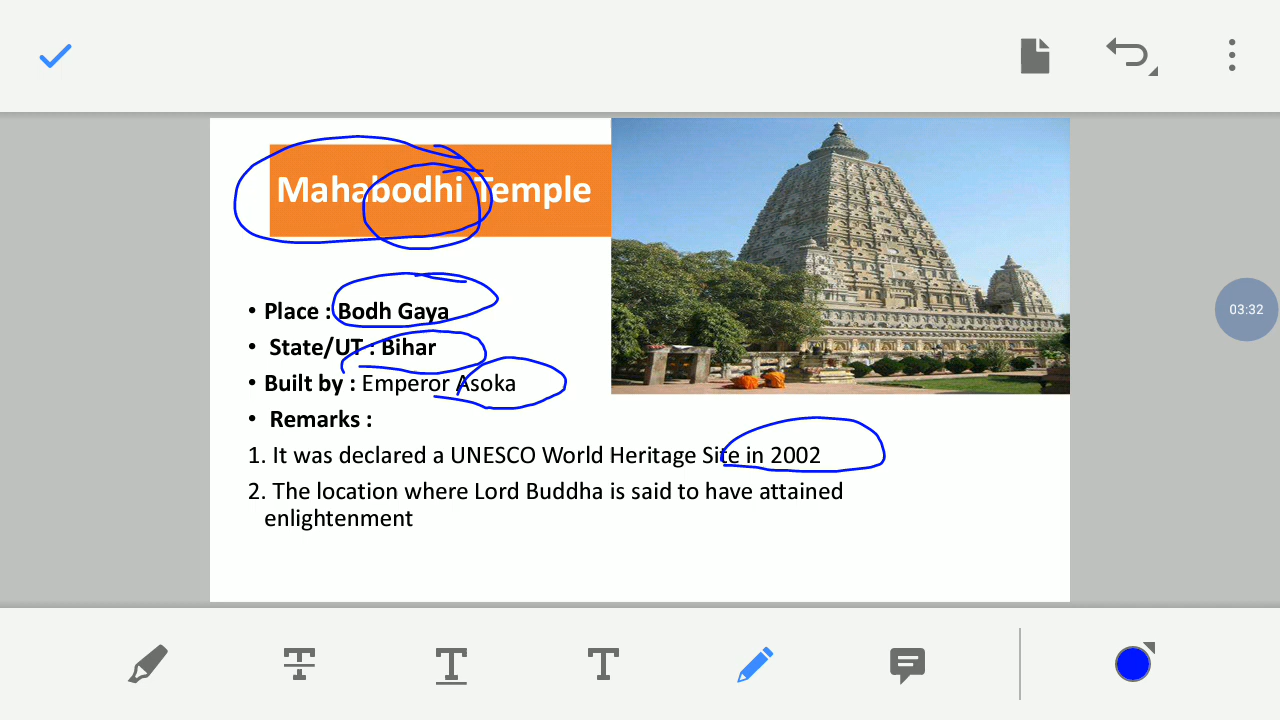 Mahabodhi Temple
• Place : Bodh Gaya
• State/UT : Bihar
• Built by : Emperor Asoka
• Remarks :
1. It was declared a UNESCO World Heritage Site in 2002
2. The location where Lord Buddha is said to have attained
enlightenment
03:32